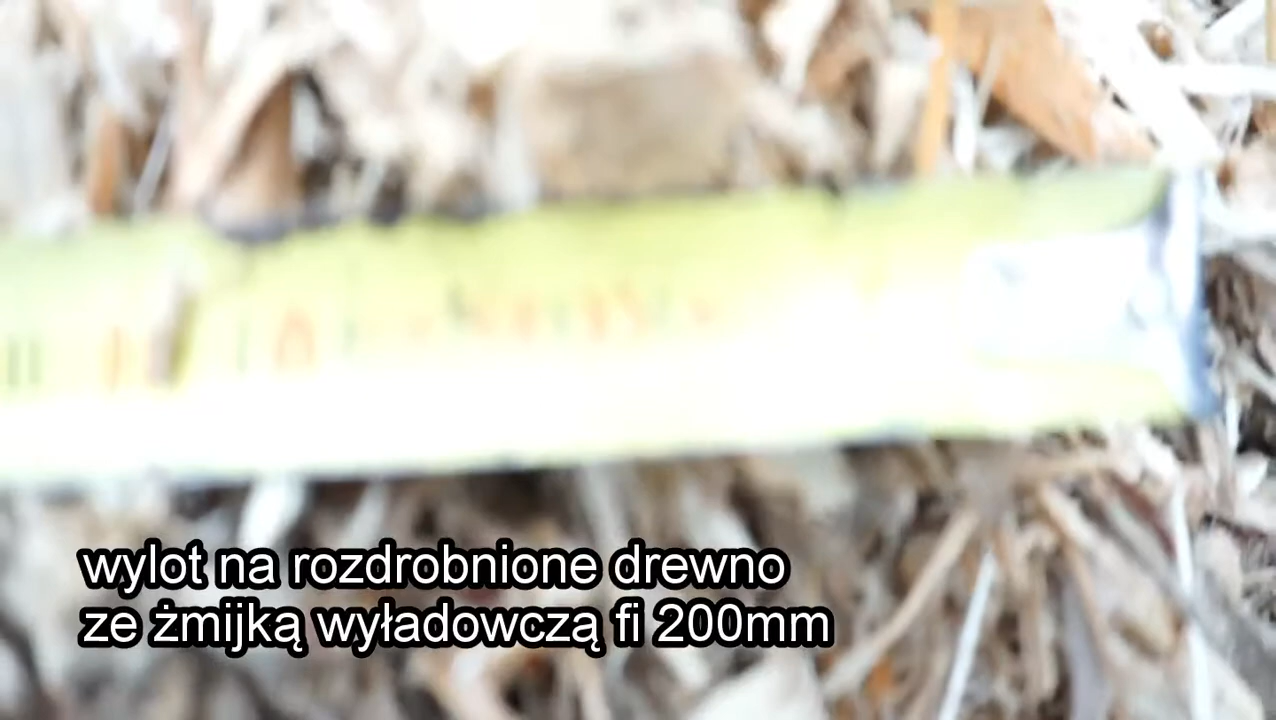 wylot na rozdrobnione drewno
ze żmijką wyładowczą fi 200mm